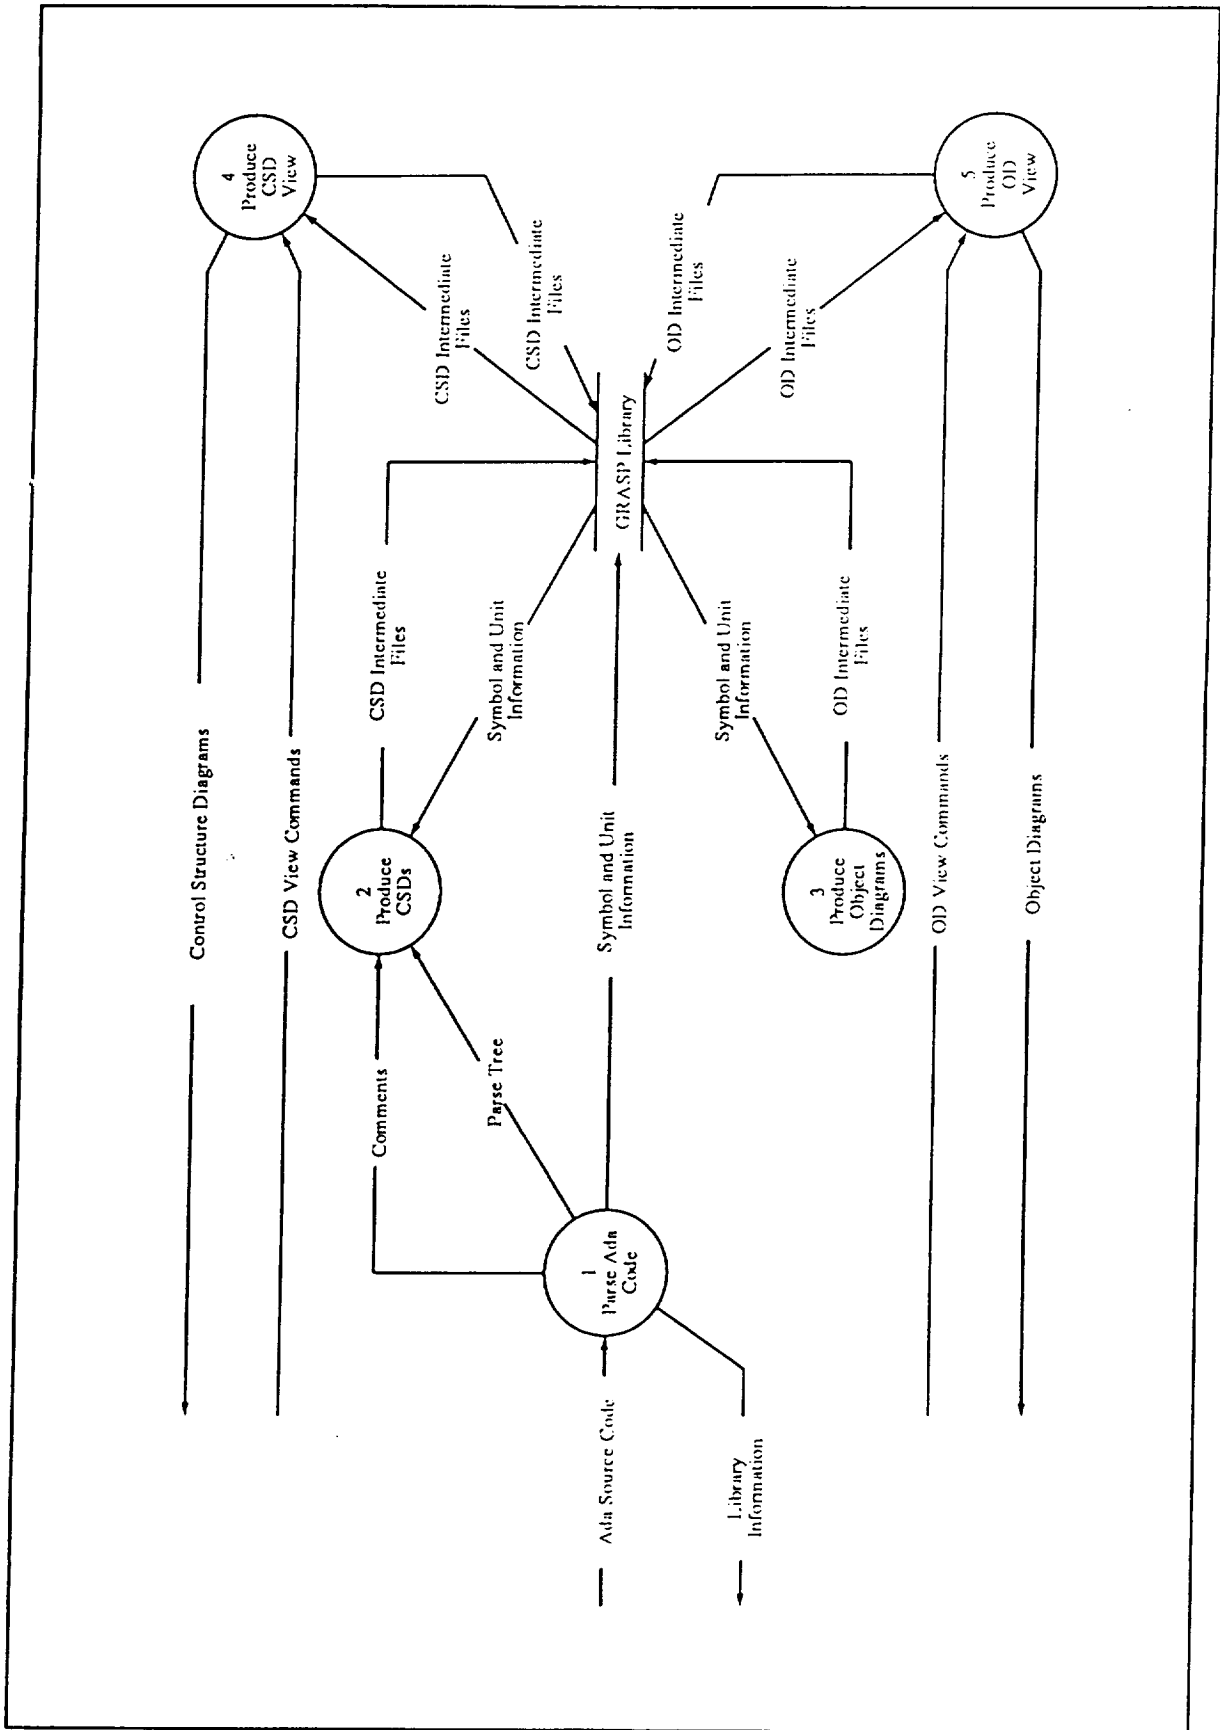 Control Structure Diagrams
CSD View Commands
4
Produce
CSD
View
CSD Intermediate
Files
CSD Intermediate
Files
CSD Intermediate
Files
2
Produce
CSDs
Comments
Parse Tree
Symbol and Unit
Information
Ada Source Code
1
Parse Ada
Code
Symbol and Unit
Information
GRASP Library
Library
Information
Symbol and Unit
Information
OD Intermediate
Files
OD Intermediate
Files
3
Produce
Object
Diagrams
OD Intermediate
Files
OD View Commands
5
Produce
OD
View
Object Diagrams